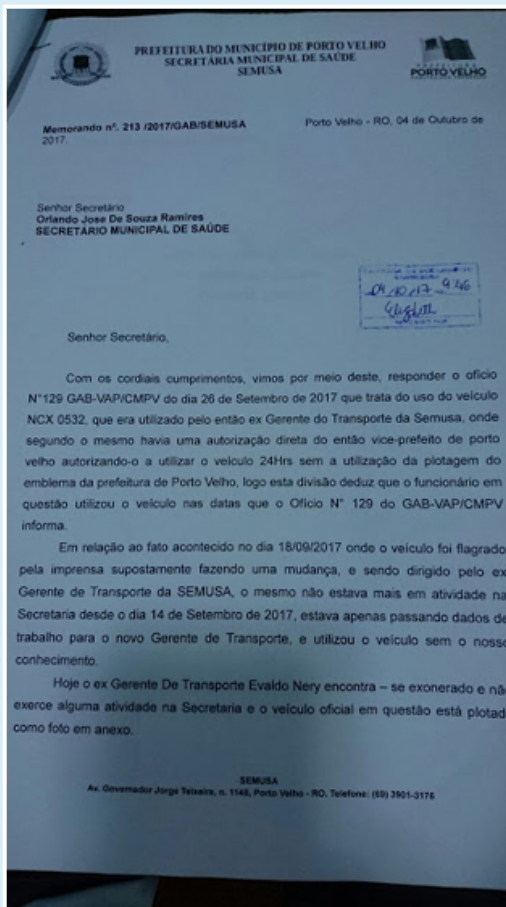 PREFEITURA DO MUNICÍPIO DE PORTO VELHO
SECRETÁRIA MUNICIPAL DE SAÚDE
SEMUSA
PREFEITURA
PORTO VELHO
Memorando nº. 213 /2017/GAB/SEMUSA
Porto Velho - RO, 04 de Outubro de
2017.
Senhor Secretário
Orlando Jose De Souza Ramires
SECRETÁRIO MUNICIPAL DE SAÚDE
04 10 17 9:46
Senhor Secretário,
Com os cordiais cumprimentos, vimos por meio deste, responder o ofício
N°129 GAB-VAP/CMPV do dia 26 de Setembro de 2017 que trata do uso do veículo
NCX 0532, que era utilizado pelo então ex Gerente do Transporte da Semusa, onde
segundo o mesmo havia uma autorização direta do então vice-prefeito de porto
velho autorizando-o a utilizar o veículo 24Hrs sem a utilização da plotagem do
emblema da prefeitura de Porto Velho, logo esta divisão deduz que o funcionário em
questão utilizou o veículo nas datas que o Ofício N° 129 do GAB-VAP/CMPV
informa.
Em relação ao fato acontecido no dia 18/09/2017 onde o veículo foi flagrado
pela imprensa supostamente fazendo uma mudança, e sendo dirigido pelo ex
Gerente de Transporte da SEMUSA, o mesmo não estava mais em atividade na
Secretaria desde o dia 14 de Setembro de 2017, estava apenas passando dados de
trabalho para o novo Gerente de Transporte, e utilizou o veículo sem o nosso
conhecimento.
Hoje o ex Gerente De Transporte Evaldo Nery encontra – se exonerado e nã
exerce alguma atividade na Secretaria e o veículo oficial em questão está plotad
como foto em anexo.
SEMUSA
Av. Governador Jorge Teixeira, n. 1146, Porto Velho - RO. Telefone: (69) 3901-3176